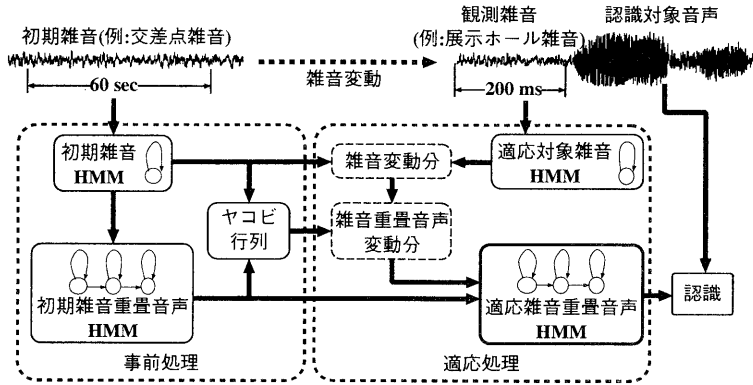 初期雑音(例:交差点雑音)
観測雑音
(例:展示ホール雑音)
認識対象音声
60 sec
雑音変動
200 ms
初期雑音
HMM
雑音変動分
適応対象雑音
HMM
ヤコビ
行列
雑音重畳音声
変動分
初期雑音重畳音声
HMM
適応雑音重畳音声
HMM
認識
事前処理
適応処理